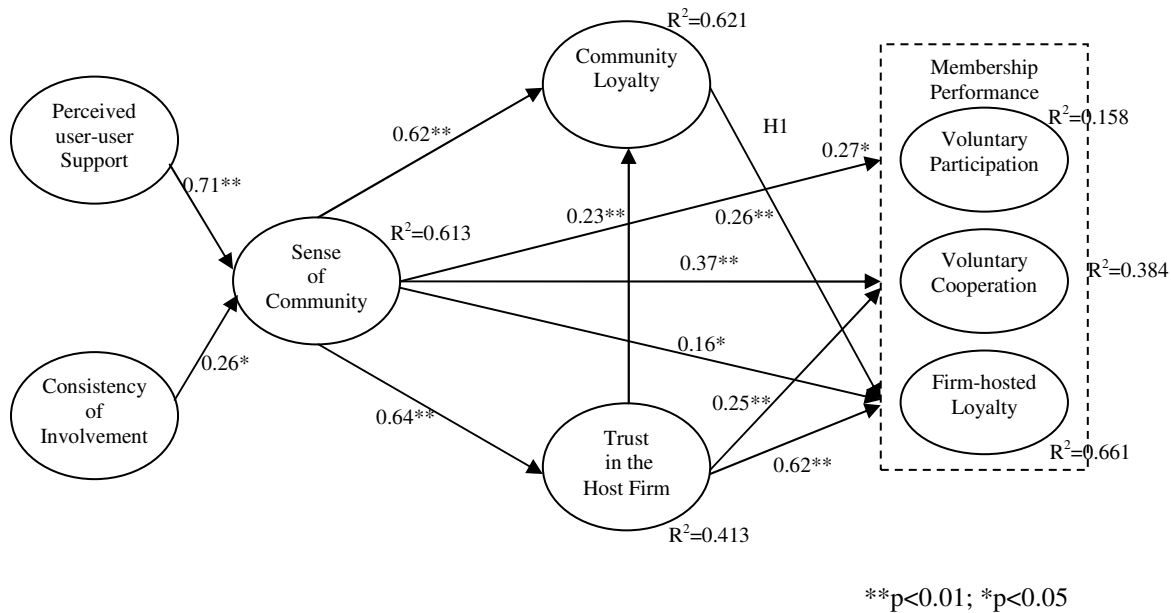 R²=0.621
Community
Loyalty
Membership
Performance
Perceived
user-user
Support
R²=0.158
Voluntary
Participation
H1
0.62**
0.27*
0.71**
0.23**
0.26**
R²=0.613
Sense
of
Community
0.37**
Voluntary
Cooperation
R²=0.384
0.16*
0.26*
Consistency
of
Involvement
0.64**
0.25**
Firm-hosted
Loyalty
Trust
in the
Host Firm
0.62**
R²=0.661
R²=0.413
**p<0.01; *p<0.05